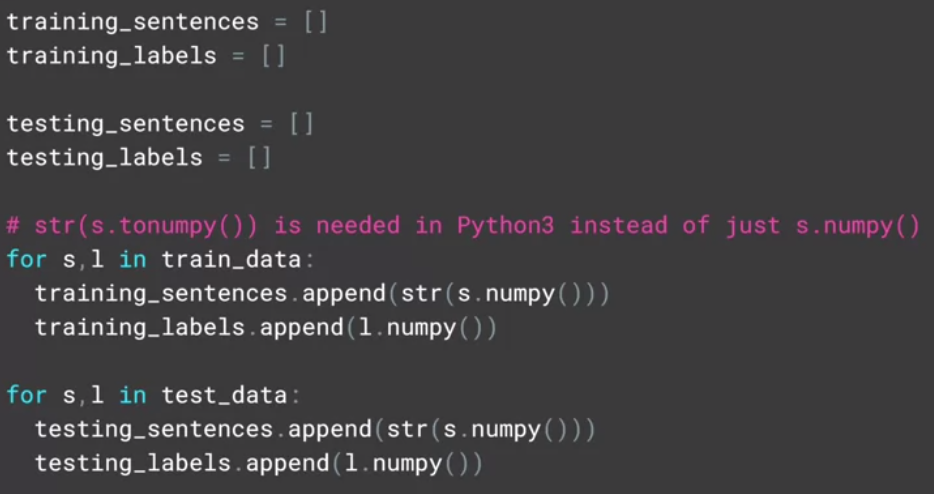 training_sentences = []
training_labels = []

testing_sentences = []
testing_labels = []

# str(s.tonumpy()) is needed in Python3 instead of just s.numpy()
for s,l in train_data:
  training_sentences.append(str(s.numpy()))
  training_labels.append(l.numpy())

for s,l in test_data:
  testing_sentences.append(str(s.numpy()))
  testing_labels.append(l.numpy())